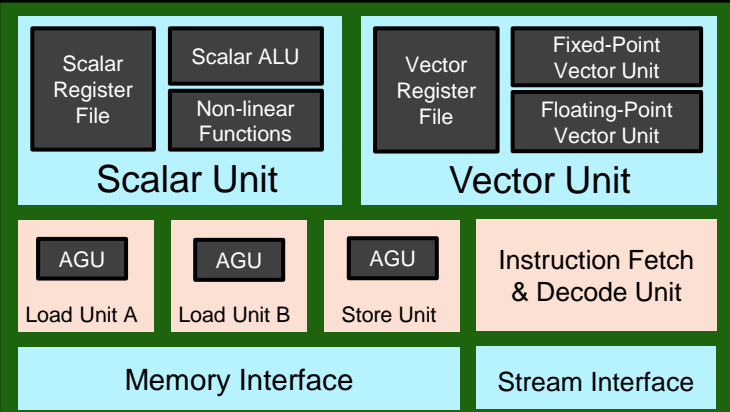 Scalar
Register
File
Scalar ALU
Non-linear
Functions
Scalar Unit
Vector
Register
File
Fixed-Point
Vector Unit
Floating-Point
Vector Unit
Vector Unit
AGU
Load Unit A
AGU
Load Unit B
AGU
Store Unit
Instruction Fetch
& Decode Unit
Memory Interface
Stream Interface